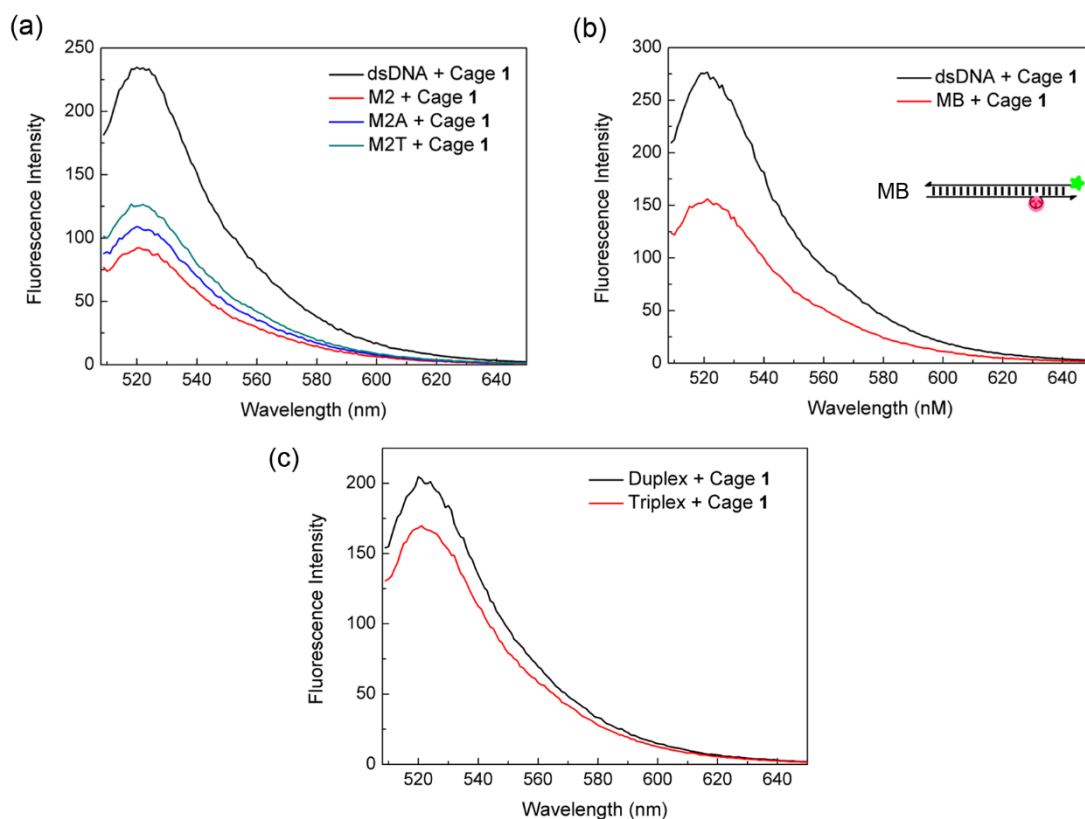 (a)
250
200
150
100
50
0
Fluorescence Intensity
dsDNA + Cage 1
M2 + Cage 1
M2A + Cage 1
M2T + Cage 1
520 540 560 580 600 620 640
Wavelength (nm)
(b)
300
250
200
150
100
50
0
Fluorescence Intensity
dsDNA + Cage 1
MB + Cage 1
MB
520 540 560 580 600 620 640
Wavelength (nM)
(c)
200
150
100
50
0
Fluorescence Intensity
Duplex + Cage 1
Triplex + Cage 1
520 540 560 580 600 620 640
Wavelength (nm)